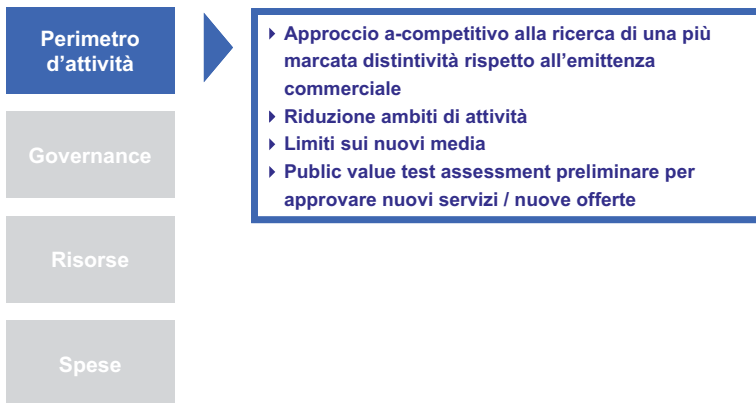 Perimetro
d’attività
Approccio a-competitivo alla ricerca di una più
marcata distintività rispetto all’emittenza
commerciale
Riduzione ambiti di attività
Limiti sui nuovi media
Public value test assessment preliminare per
approvare nuovi servizi / nuove offerte
Governance
Risorse
Spese